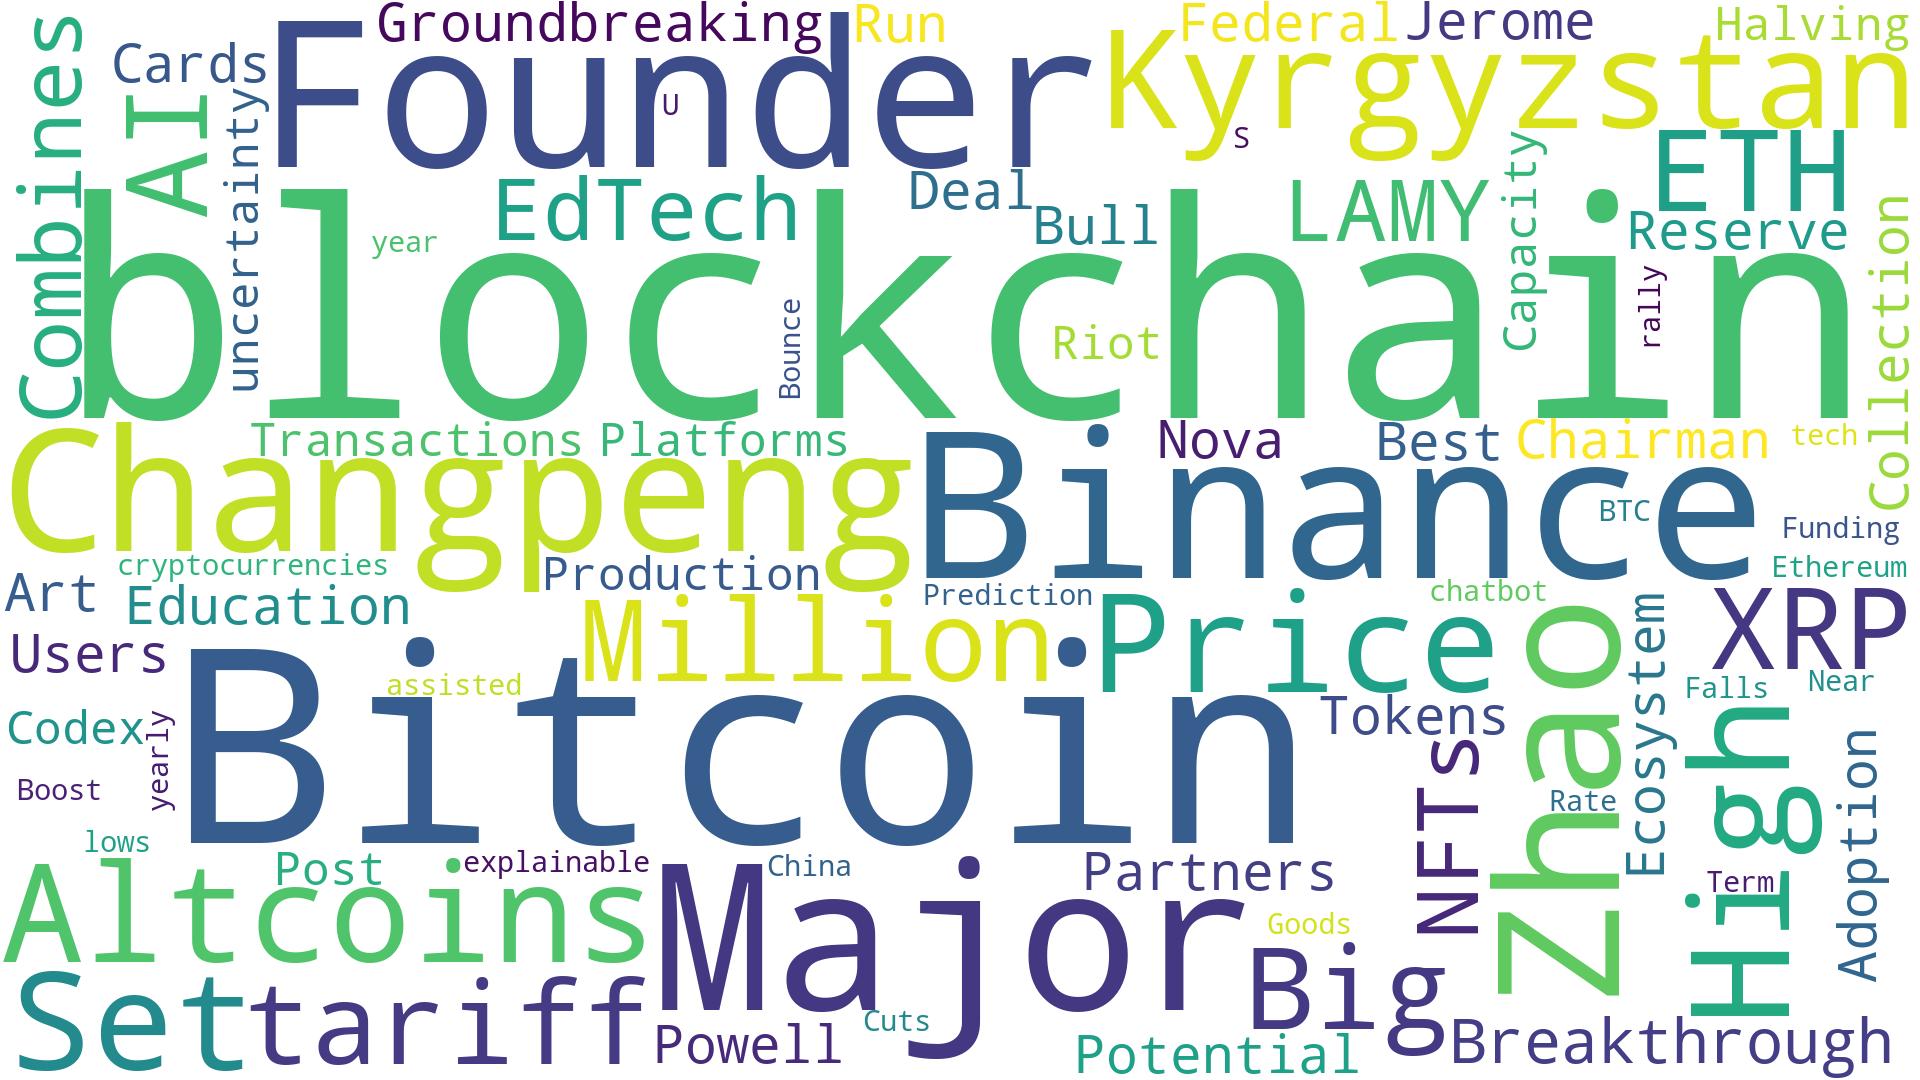 Groundbreaking
Run
Federal
Jerome
Halving
Combines
Cards
Founder
Kyrgyzstan
AI
uncertainty
U
S
ETH
Capacity
EdTech
Deal
Bull
LAMY
Reserve
Collection
year
blockchain
Bounce
Riot
rally
Transactions
Platforms
Nova
Best
Chairman
tech
Changpeng
Binance
BTC
Funding
cryptocurrencies
Production
Ethereum
Art
Education
Prediction
chatbot
Million
Price
XRP
Users
Zhao
Ecosystem
Falls
Near
assisted
Bitcoin
Tokens
Codex
yearly
High
Adoption
Boost
NFTs
Rate
lows
Post
explainable
China
Partners
Term
Altcoins
Major
Goods
Big
Set
tariff
Powell
Cuts
Potential
Breakthrough